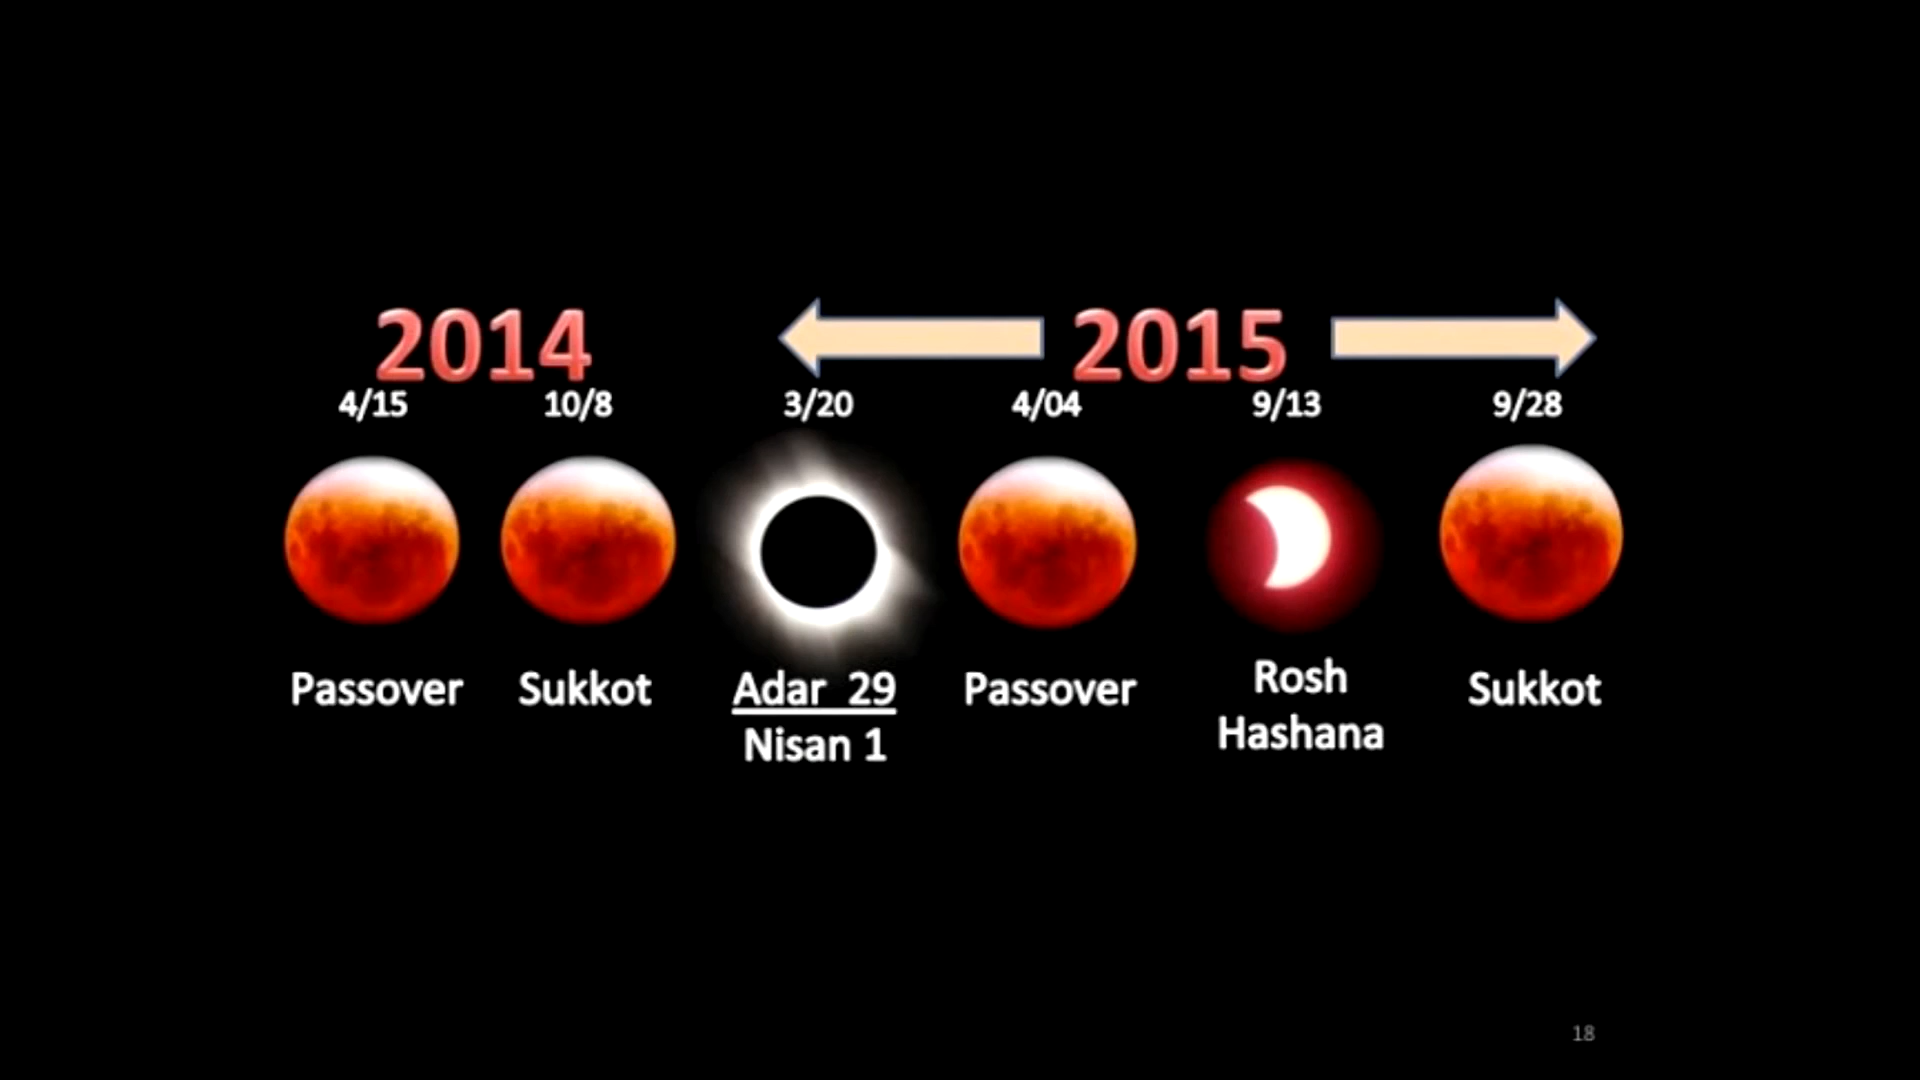 2014 2015
4/15 10/8 3/20 4/04 9/13 9/28
Passover Sukkot Adar 29 Passover Rosh Sukkot
Nisan 1 Hashana
18